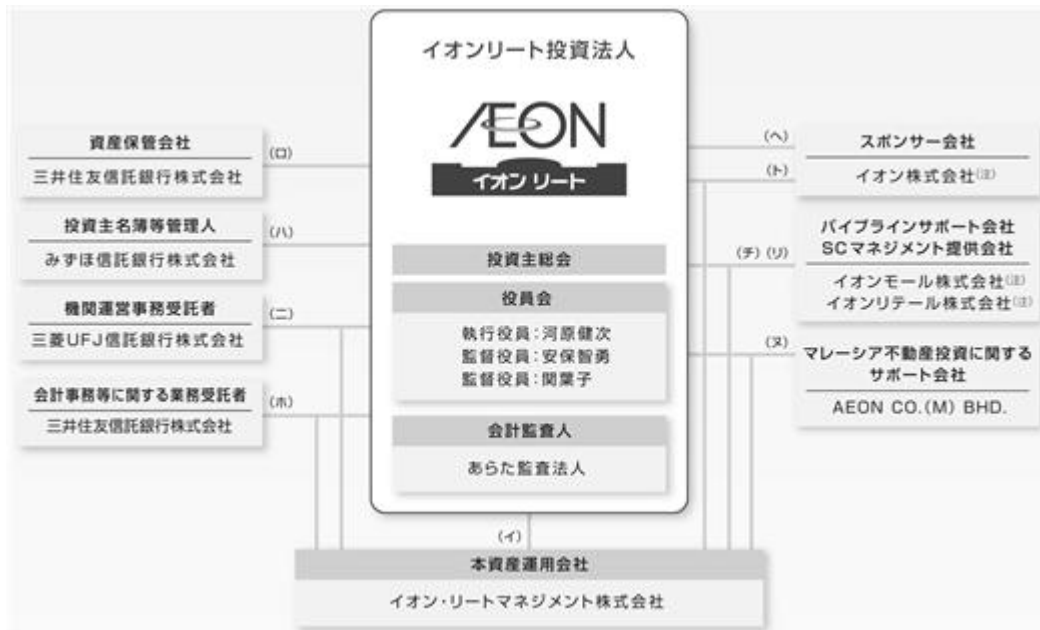 イオンリート投資法人
ÆON
イオン リート
資産保管会社
三井住友信託銀行株式会社
(ロ)
投資主名簿等管理人
みずほ信託銀行株式会社
(ハ)
機関運営事務受託者
三菱UFJ信託銀行株式会社
(ニ)
会計事務等に関する業務受託者
三井住友信託銀行株式会社
(ホ)
投資主総会
役員会
執行役員:河原健次
監督役員:安保智勇
監督役員:関葉子
会計監査人
あらた監査法人
(ヘ)
(ト)
スポンサー会社
イオン株式会社(注)
(チ)(リ)
パイプラインサポート会社
SCマネジメント提供会社
イオンモール株式会社(注)
イオンリテール株式会社(注)
(ヌ)
マレーシア不動産投資に関する
サポート会社
AEON CO.(M) BHD.
(イ)
本資産運用会社
イオン・リートマネジメント株式会社